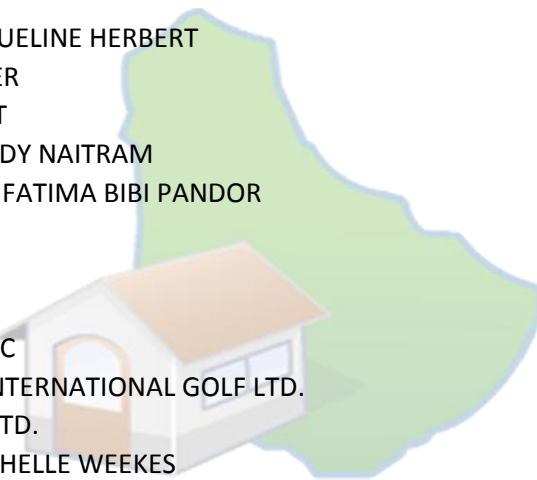 UELINE HERBERT
ER
T
DY NAITRAM
FATIMA BIBI PANDOR
C
NTERNATIONAL GOLF LTD.
TD.
HELLE WEEKES